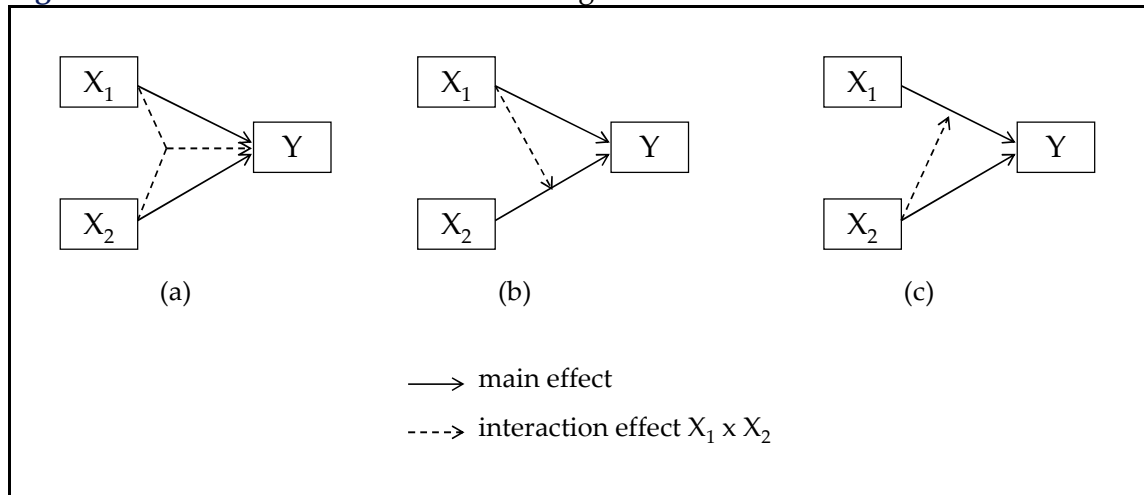 X₁
X₂
Y
(a)
X₁
X₂
Y
(b)
X₁
X₂
Y
(c)
main effect
interaction effect X₁ x X₂